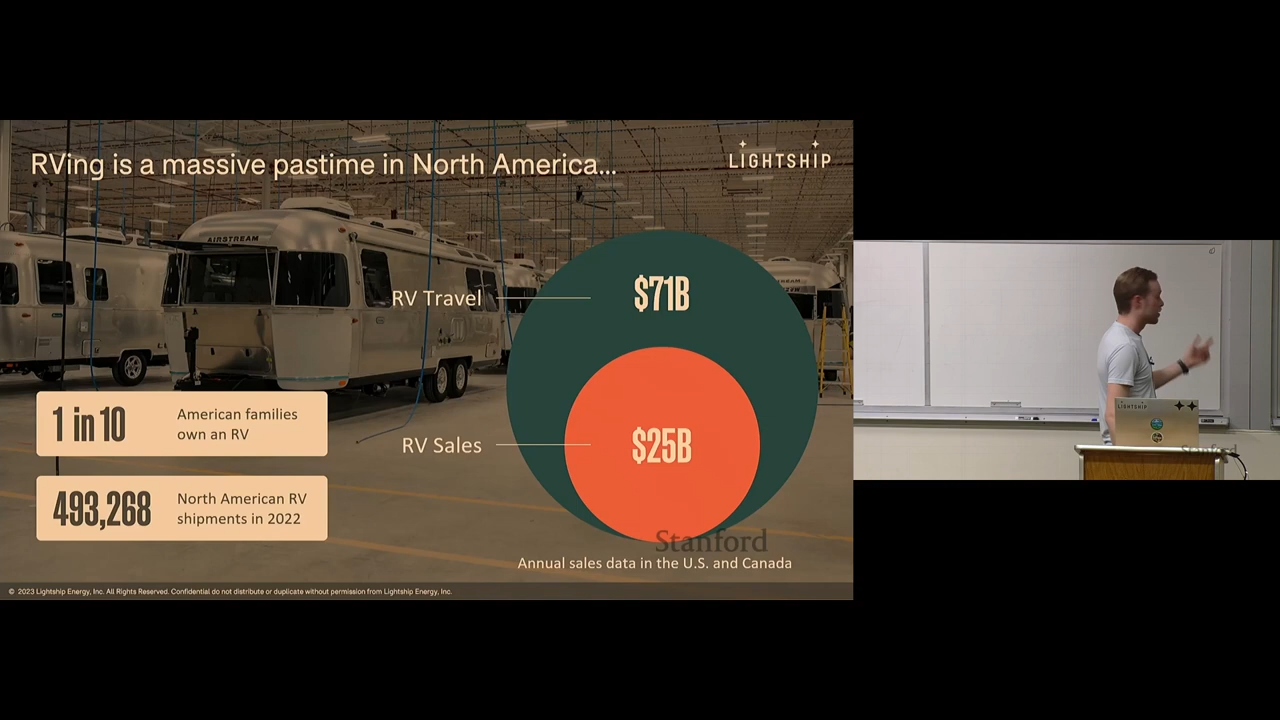 RVing is a massive pastime in North America...
LIGHTSHIP
AIRSTREAM
RV Travel
$71B
RV Sales
$25B
1 in 10
American families
own an RV
493,268
North American RV
shipments in 2022
Stanford
Annual sales data in the U.S. and Canada
© 2023 Lightship Energy, Inc. All Rights Reserved. Confidential do not distribute or duplicate without permission from Lightship Energy, Inc.
LIGHTSHIP
Stanford